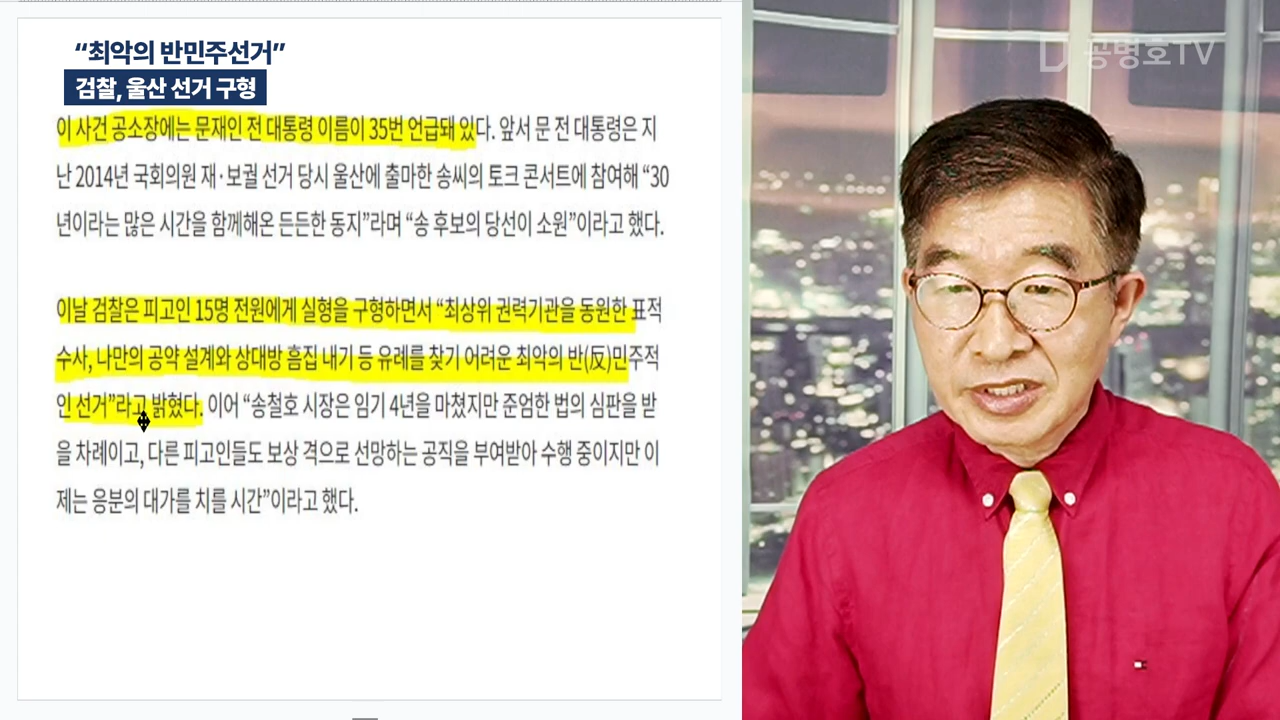 “최악의 반민주선거”
검찰, 울산 선거 구형
이 사건 공소장에는 문재인 전 대통령 이름이 35번 언급돼 있다. 앞서 문 전 대통령은 지
난 2014년 국회의원 재·보궐 선거 당시 울산에 출마한 송씨의 토크 콘서트에 참여해 “30
년이라는 많은 시간을 함께해온 든든한 동지”라며 “송 후보의 당선이 소원”이라고 했다.
이날 검찰은 피고인 15명 전원에게 실형을 구형하면서 “최상위 권력기관을 동원한 표적
수사, 나만의 공약 설계와 상대방 흠집 내기 등 유례를 찾기 어려운 최악의 반(反)민주적
인 선거”라고 밝혔다. 이어 “송철호 시장은 임기 4년을 마쳤지만 준엄한 법의 심판을 받
을 차례이고, 다른 피고인들도 보상 격으로 선망하는 공직을 부여받아 수행 중이지만 이
제는 응분의 대가를 치를 시간”이라고 했다.
공병호TV